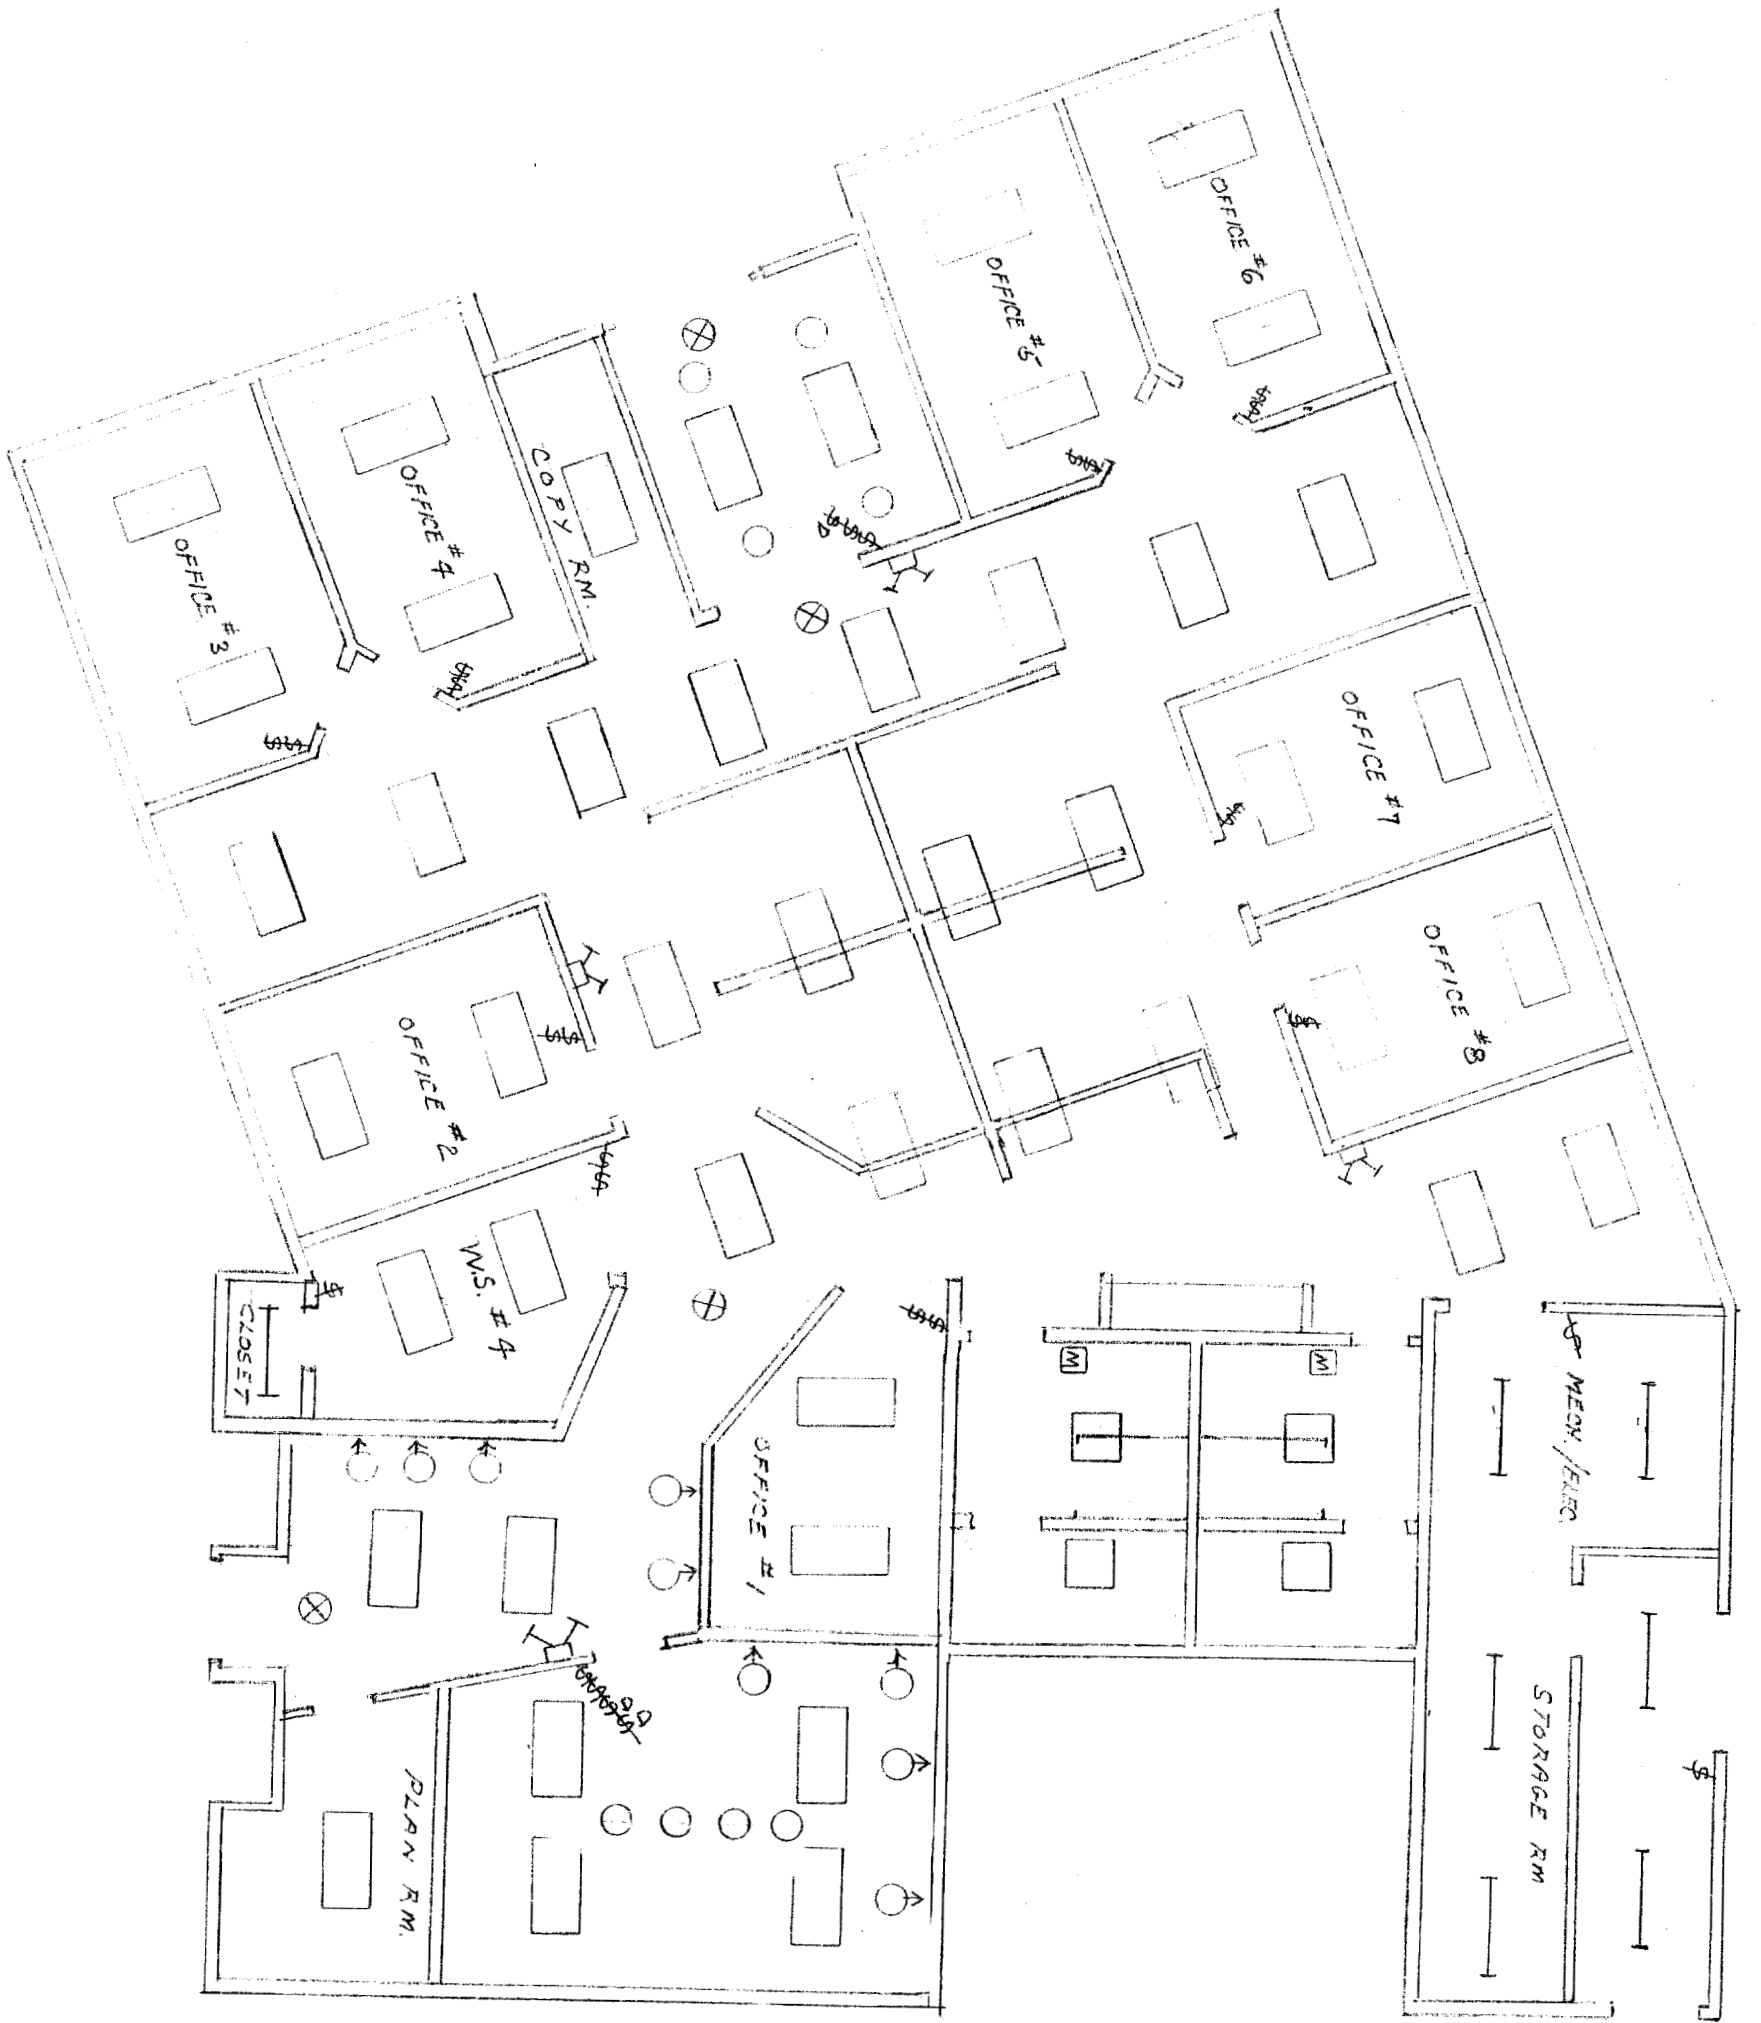 OFFICE #6
OFFICE #5
OFFICE #4
COPY RM.
OFFICE #3
OFFICE #7
OFFICE #8
OFFICE #2
W.S. #4
CLOSET
MECH./ELEC.
OFFICE #1
STORAGE RM
PLAN RM.
M
M
$
$
$